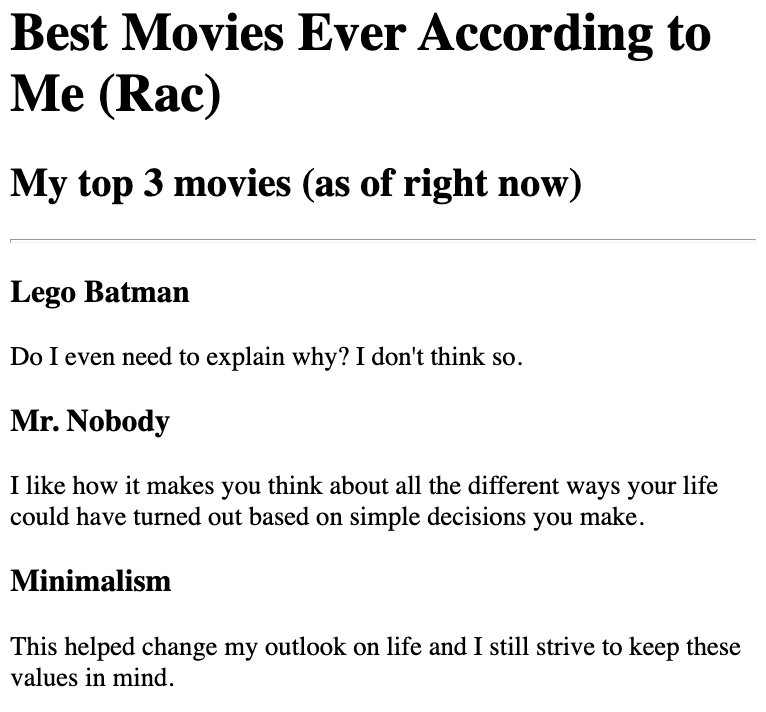 Best Movies Ever According to
Me (Rac)
My top 3 movies (as of right now)
Lego Batman
Do I even need to explain why? I don't think so.
Mr. Nobody
I like how it makes you think about all the different ways your life
could have turned out based on simple decisions you make.
Minimalism
This helped change my outlook on life and I still strive to keep these
values in mind.